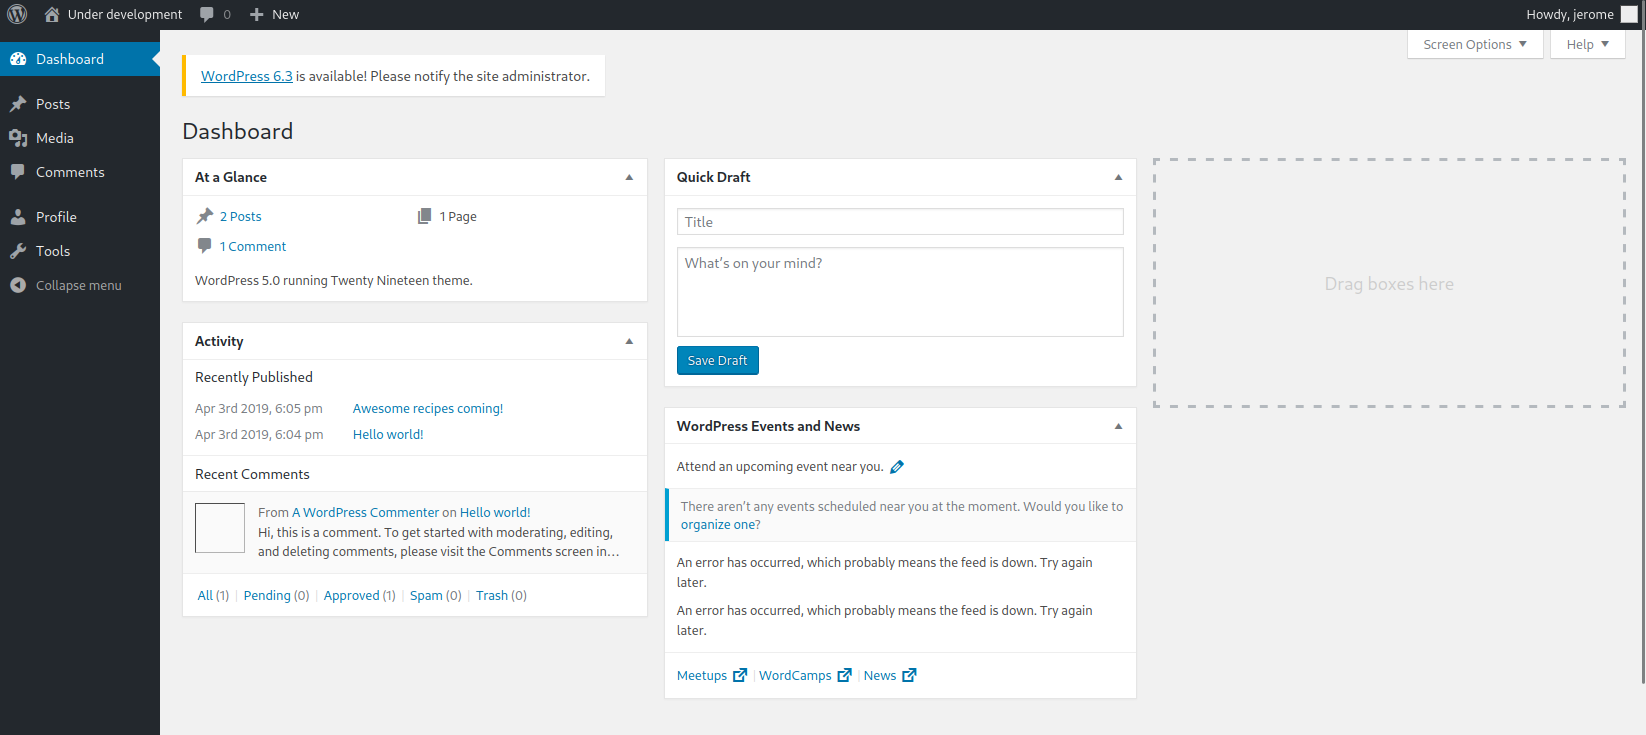 Under development 0 New Howdy, jerome
Screen Options Help
Dashboard
Posts
Media
Comments
Profile
Tools
Collapse menu
WordPress 6.3 is available! Please notify the site administrator.
Dashboard
At a Glance
2 Posts 1 Page
1 Comment
WordPress 5.0 running Twenty Nineteen theme.
Activity
Recently Published
Apr 3rd 2019, 6:05 pm Awesome recipes coming!
Apr 3rd 2019, 6:04 pm Hello world!
Recent Comments
From A WordPress Commenter on Hello world!
Hi, this is a comment. To get started with moderating, editing,
and deleting comments, please visit the Comments screen in…
All (1) | Pending (0) | Approved (1) | Spam (0) | Trash (0)
Quick Draft
Title
What’s on your mind?
Save Draft
WordPress Events and News
Attend an upcoming event near you.
There aren’t any events scheduled near you at the moment. Would you like to
organize one?
An error has occurred, which probably means the feed is down. Try again
later.
An error has occurred, which probably means the feed is down. Try again
later.
Meetups | WordCamps | News
Drag boxes here